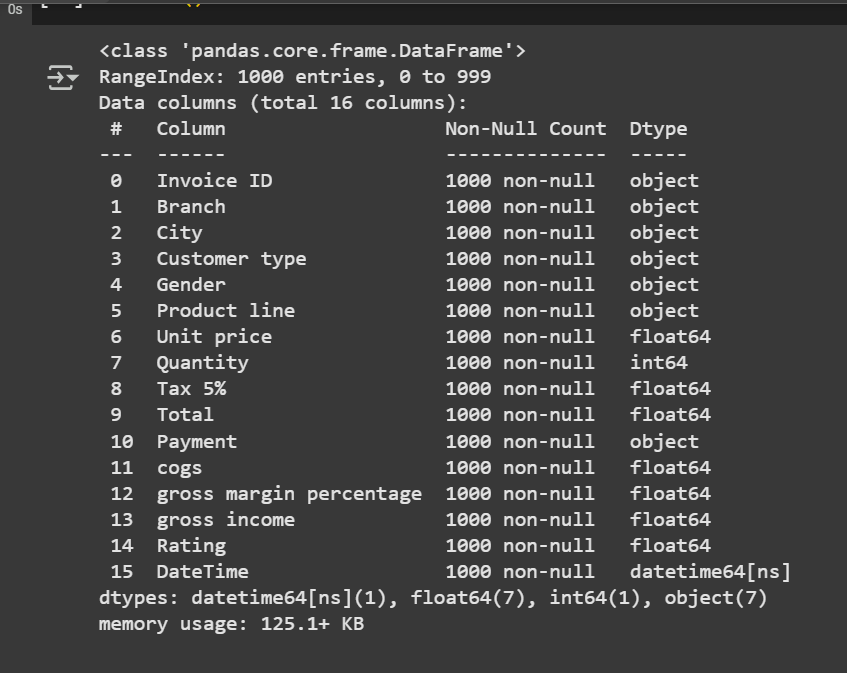 0s
<class 'pandas.core.frame.DataFrame'>
RangeIndex: 1000 entries, 0 to 999
Data columns (total 16 columns):
 #   Column                   Non-Null Count  Dtype
---  ------                   --------------  -----
 0   Invoice ID               1000 non-null   object
 1   Branch                   1000 non-null   object
 2   City                     1000 non-null   object
 3   Customer type            1000 non-null   object
 4   Gender                   1000 non-null   object
 5   Product line             1000 non-null   object
 6   Unit price               1000 non-null   float64
 7   Quantity                 1000 non-null   int64
 8   Tax 5%                   1000 non-null   float64
 9   Total                    1000 non-null   float64
 10  Payment                  1000 non-null   object
 11  cogs                     1000 non-null   float64
 12  gross margin percentage  1000 non-null   float64
 13  gross income             1000 non-null   float64
 14  Rating                   1000 non-null   float64
 15  DateTime                 1000 non-null   datetime64[ns]
dtypes: datetime64[ns](1), float64(7), int64(1), object(7)
memory usage: 125.1+ KB